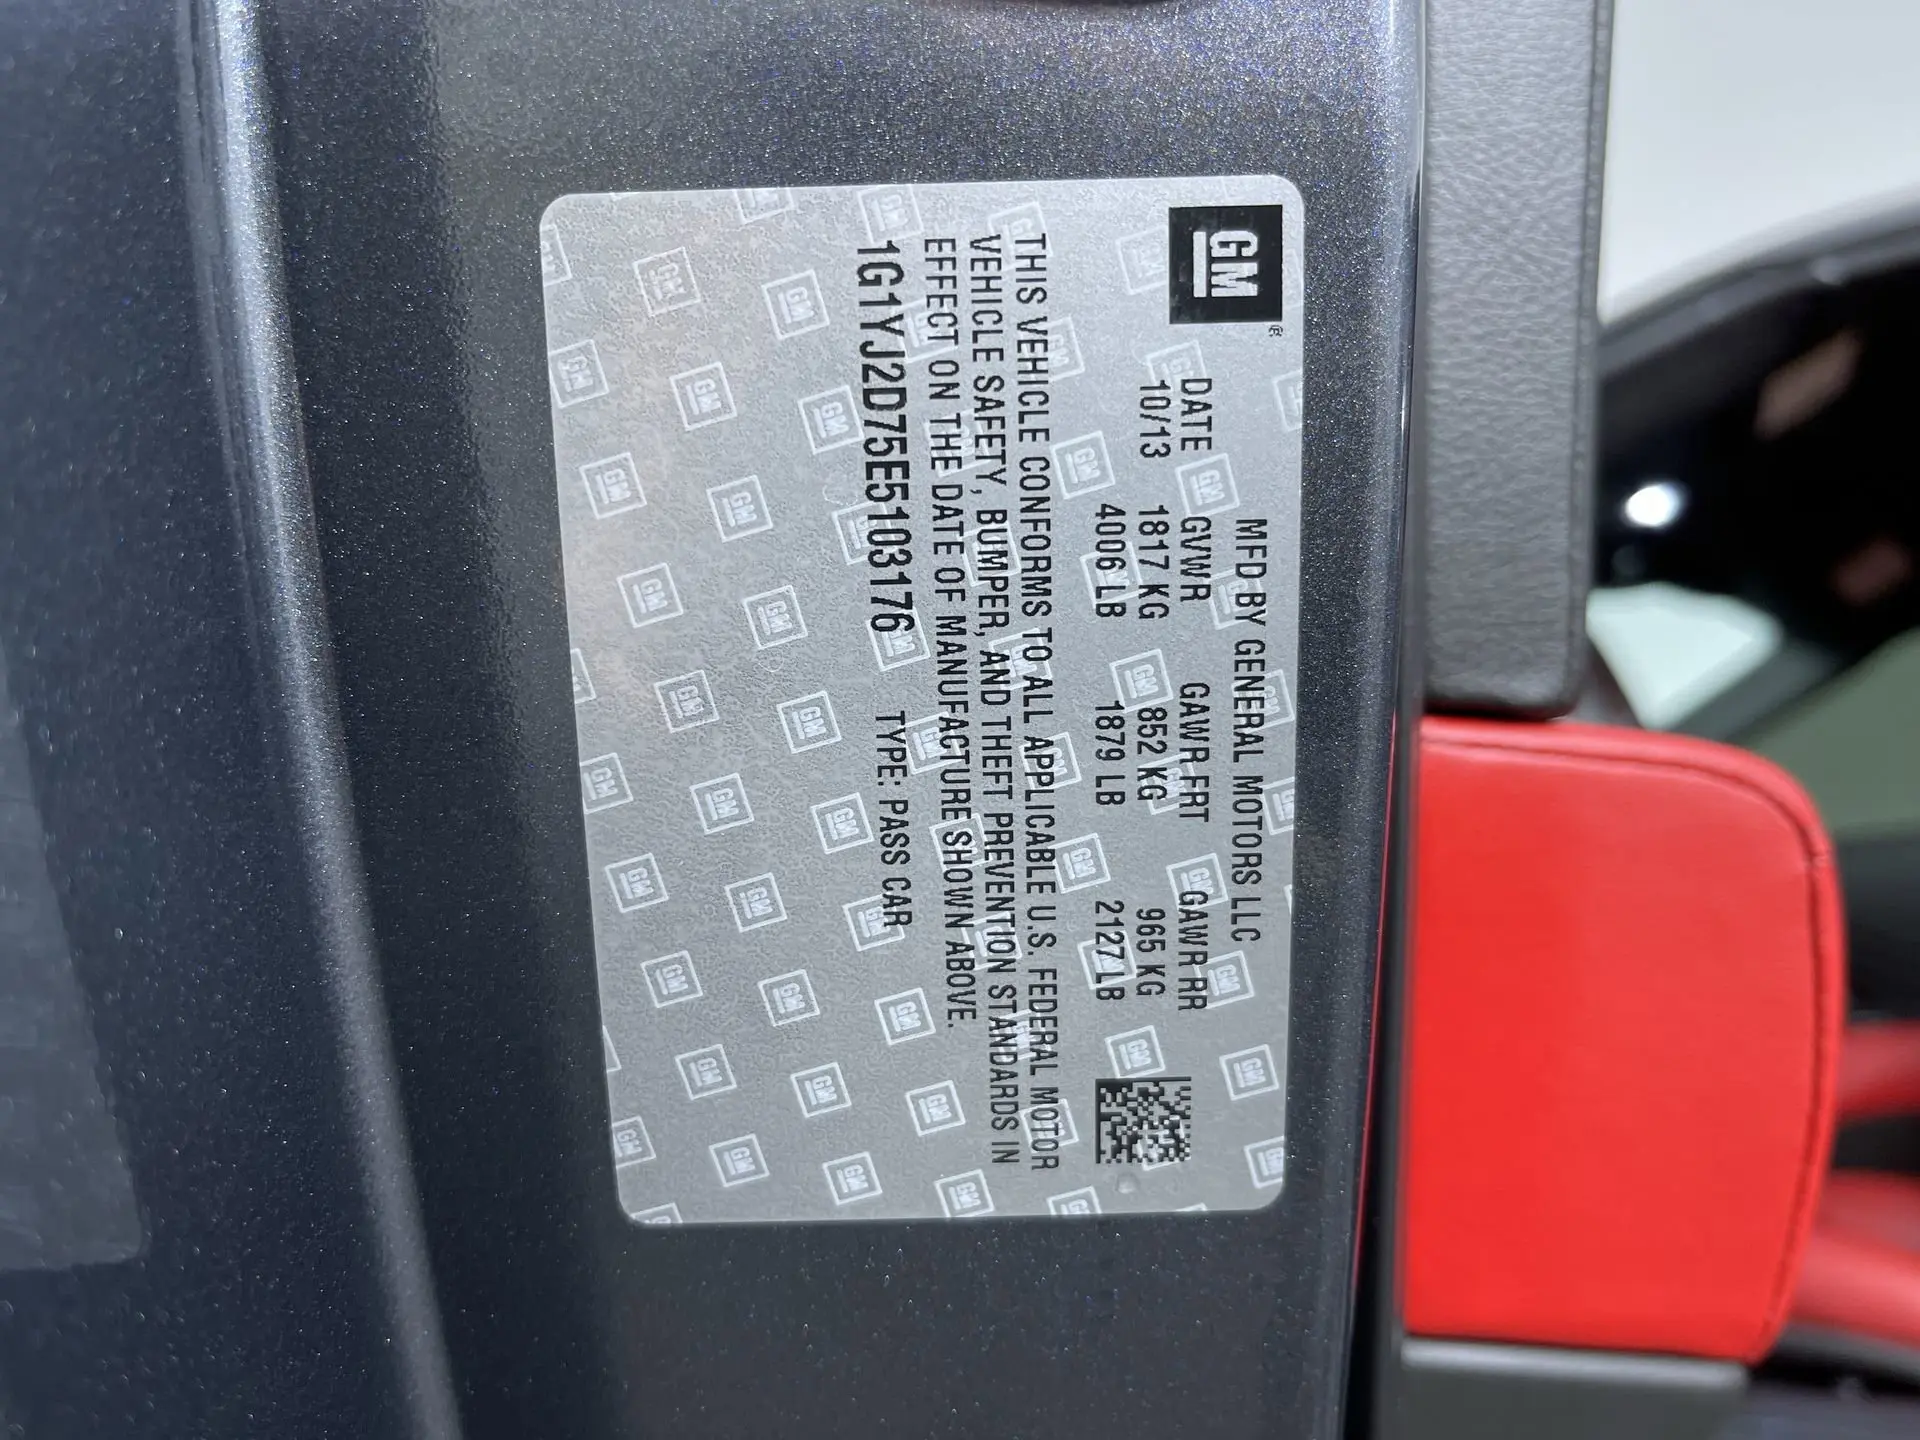 GM
MFD BY GENERAL MOTORS LLC
DATE GVWR GAWR FRT GAWR RR
10/13 1817 KG 852 KG 965 KG
4006 LB 1879 LB 2127 LB
THIS VEHICLE CONFORMS TO ALL APPLICABLE U.S. FEDERAL MOTOR
VEHICLE SAFETY, BUMPER, AND THEFT PREVENTION STANDARDS IN
EFFECT ON THE DATE OF MANUFACTURE SHOWN ABOVE.
1G1YJ2D75E5103176 TYPE: PASS CAR